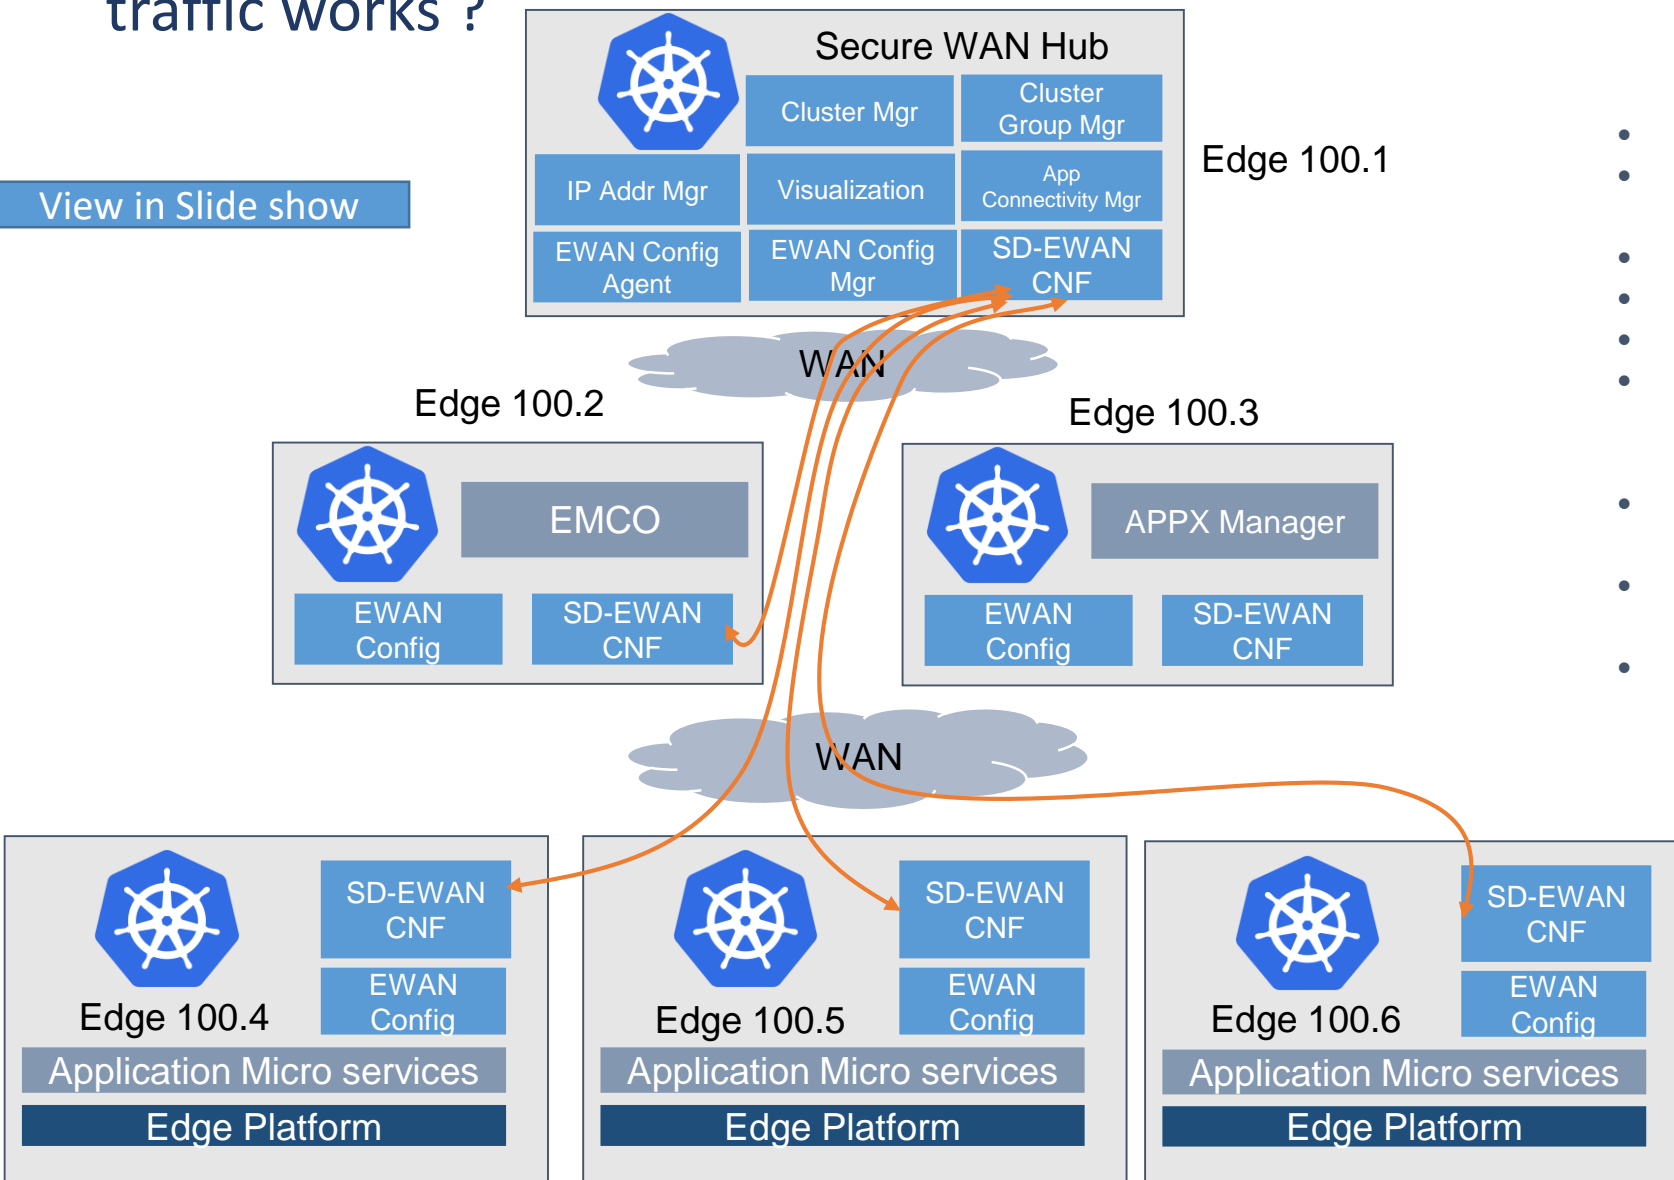 traffic works ?
Secure WAN Hub
Cluster Mgr
Cluster
Group Mgr
Edge 100.1
IP Addr Mgr
Visualization
App
Connectivity Mgr
View in Slide show
EWAN Config
Agent
EWAN Config
Mgr
SD-EWAN
CNF
WAN
Edge 100.2
Edge 100.3
EMCO
APPX Manager
EWAN
Config
SD-EWAN
CNF
EWAN
Config
SD-EWAN
CNF
WAN
SD-EWAN
CNF
EWAN
Config
Edge 100.4
Application Micro services
Edge Platform
SD-EWAN
CNF
EWAN
Config
Edge 100.5
Application Micro services
Edge Platform
SD-EWAN
CNF
EWAN
Config
Edge 100.6
Application Micro services
Edge Platform